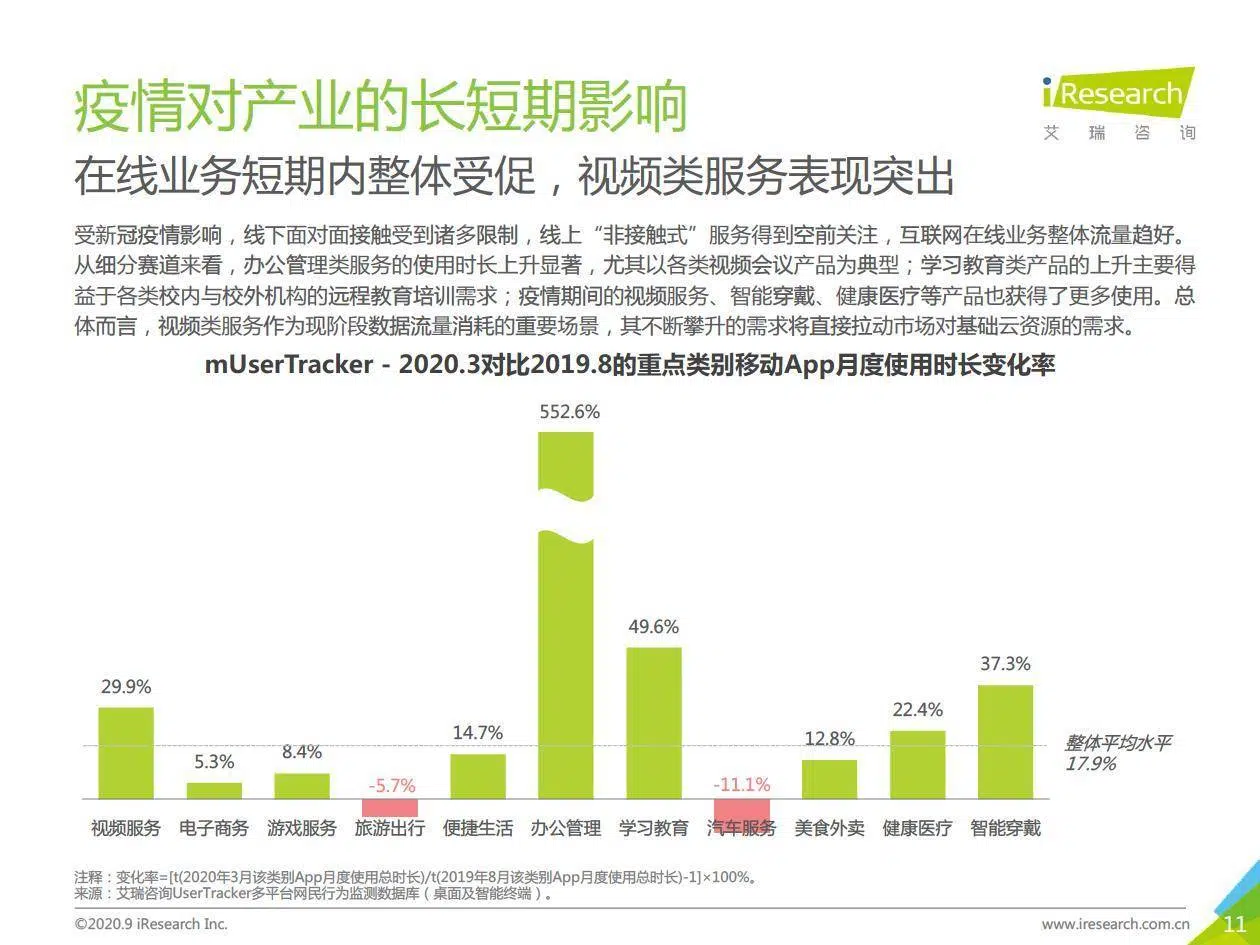 疫情对产业的长短期影响
iResearch
艾瑞咨询
在线业务短期内整体受促，视频类服务表现突出
受新冠疫情影响，线下面对面接触受到诸多限制，线上“非接触式”服务得到空前关注，互联网在线业务整体流量趋好。
从细分赛道来看，办公管理类服务的使用时长上升显著，尤其以各类视频会议产品为典型；学习教育类产品的上升主要得
益于各类校内与校外机构的远程教育培训需求；疫情期间的视频服务、智能穿戴、健康医疗等产品也获得了更多使用。总
体而言，视频类服务作为现阶段数据流量消耗的重要场景，其不断攀升的需求将直接拉动市场对基础云资源的需求。
mUserTracker - 2020.3对比2019.8的重点类别移动App月度使用时长变化率
552.6%
49.6%
37.3%
29.9%
22.4%
14.7%
12.8%
8.4%
5.3%
-5.7%
-11.1%
整体平均水平
17.9%
视频服务 电子商务 游戏服务 旅游出行 便捷生活 办公管理 学习教育 汽车服务 美食外卖 健康医疗 智能穿戴
注释：变化率=[t(2020年3月该类别App月度使用总时长)/t(2019年8月该类别App月度使用总时长)-1]×100%。
来源：艾瑞咨询UserTracker多平台网民行为监测数据库（桌面及智能终端）。
©2020.9 iResearch Inc.
www.iresearch.com.cn
11